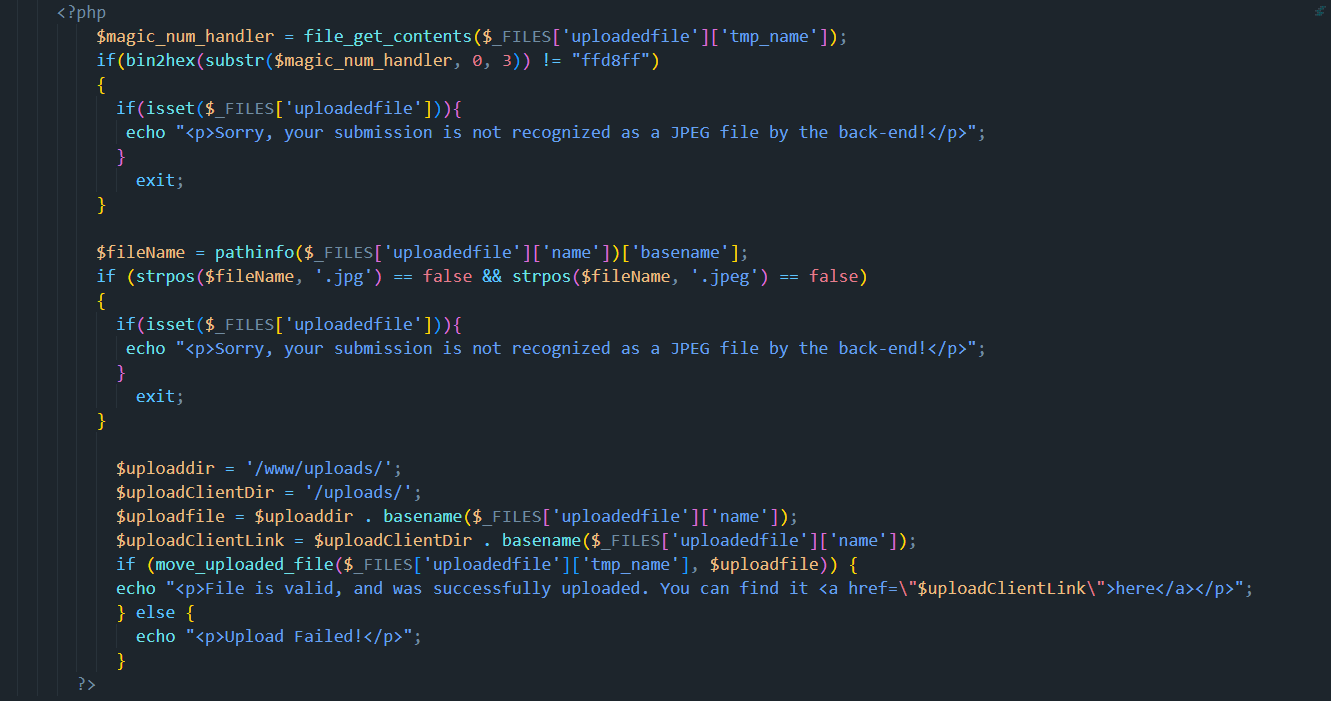 <?php
$magic_num_handler = file_get_contents($_FILES['uploadedfile']['tmp_name']);
if(bin2hex(substr($magic_num_handler, 0, 3)) != "ffd8ff")
{
if(isset($_FILES['uploadedfile'])){
echo "<p>Sorry, your submission is not recognized as a JPEG file by the back-end!</p>";
}
exit;
}
$fileName = pathinfo($_FILES['uploadedfile']['name'])['basename'];
if (strpos($fileName, '.jpg') == false && strpos($fileName, '.jpeg') == false)
{
if(isset($_FILES['uploadedfile'])){
echo "<p>Sorry, your submission is not recognized as a JPEG file by the back-end!</p>";
}
exit;
}
$uploaddir = '/www/uploads/';
$uploadClientDir = '/uploads/';
$uploadfile = $uploaddir . basename($_FILES['uploadedfile']['name']);
$uploadClientLink = $uploadClientDir . basename($_FILES['uploadedfile']['name']);
if (move_uploaded_file($_FILES['uploadedfile']['tmp_name'], $uploadfile)) {
echo "<p>File is valid, and was successfully uploaded. You can find it <a href=\"$uploadClientLink\">here</a></p>";
} else {
echo "<p>Upload Failed!</p>";
}
?>